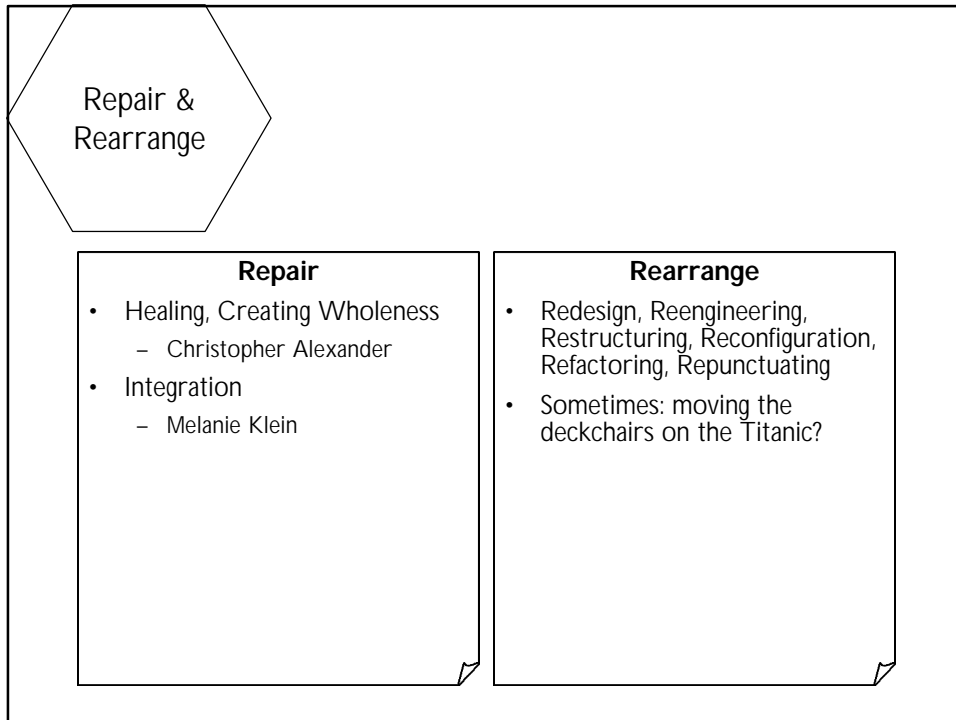 Repair &
Rearrange
Repair
• Healing, Creating Wholeness
– Christopher Alexander
• Integration
– Melanie Klein
Rearrange
• Redesign, Reengineering,
Restructuring, Reconfiguration,
Refactoring, Repunctuating
• Sometimes: moving the
deckchairs on the Titanic?